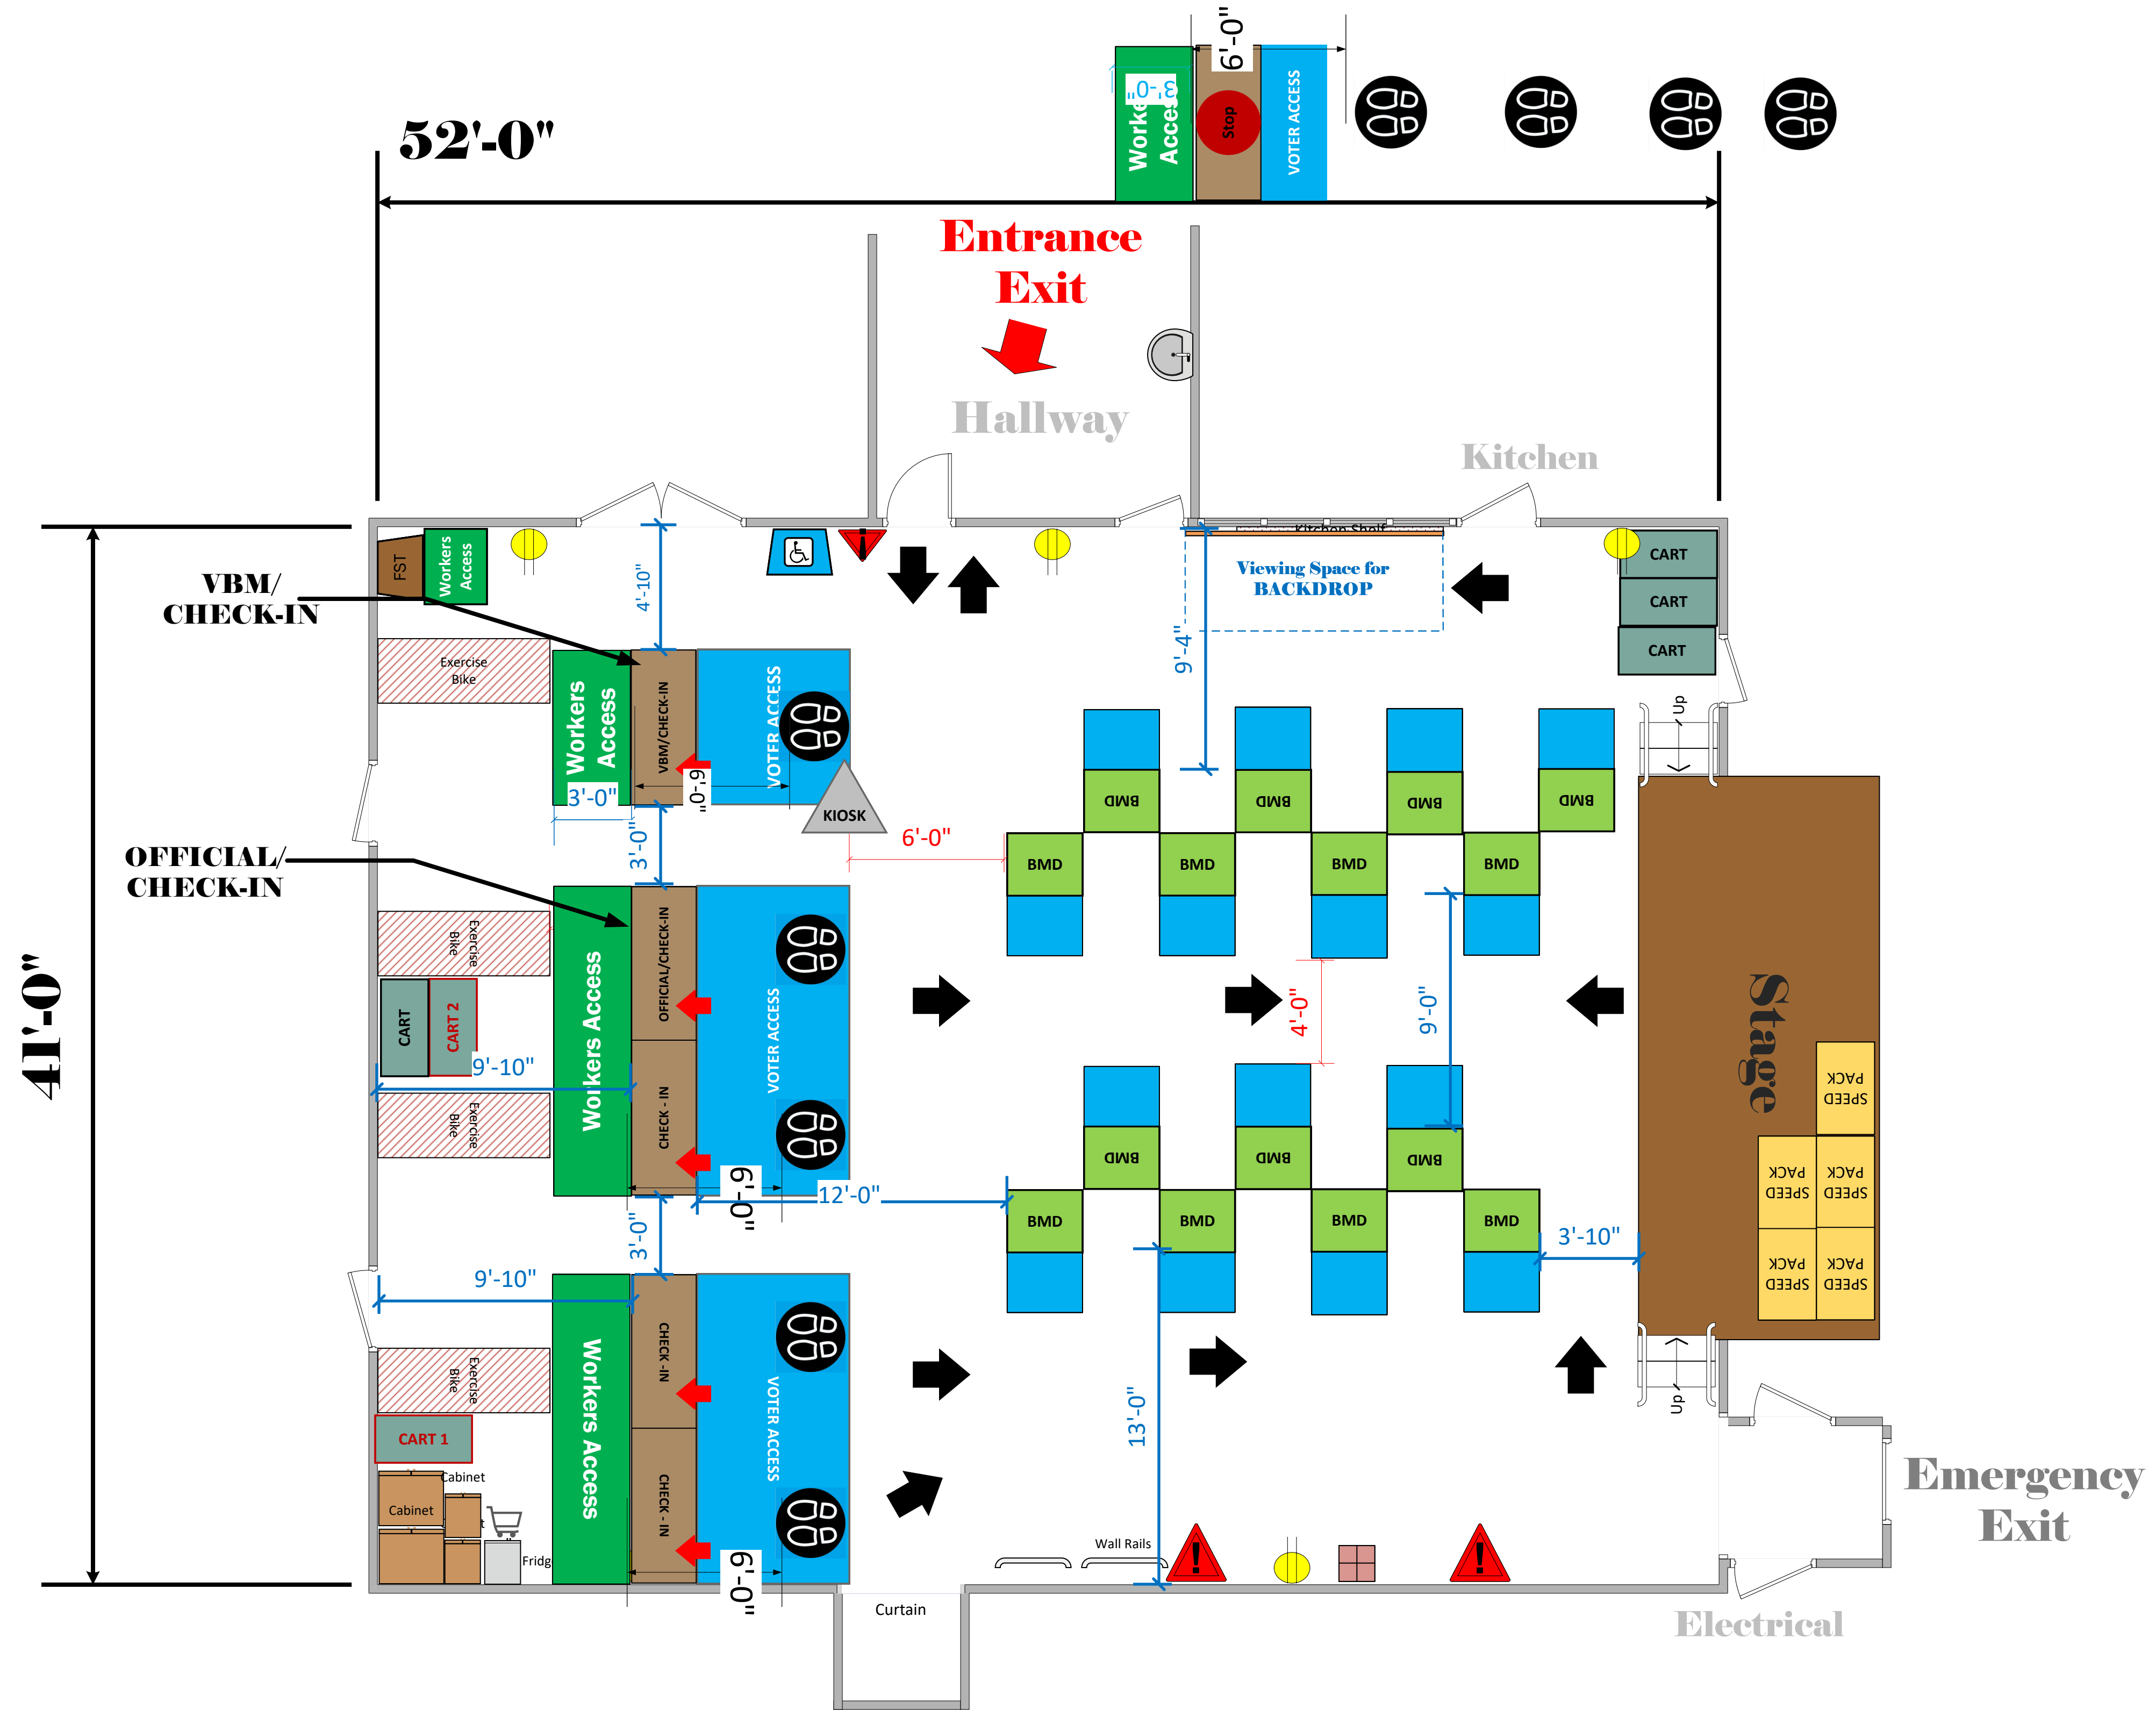 6'-0"
3'-0"
Workers
Access
Stop
VOTER ACCESS
52'-0"
Entrance
Exit
Hallway
Kitchen
Kitchen Shelf
FST
Workers
Access
VBM/
CHECK-IN
4'-10"
Viewing Space for
BACKDROP
CART
CART
CART
9'-4"
Exercise
Bike
Workers
Access
VBM/CHECK-IN
VOTER ACCESS
6'-0"
3'-0"
KIOSK
Up
BMD
BMD
BMD
BMD
3'-0"
6'-0"
BMD
BMD
BMD
BMD
OFFICIAL/
CHECK-IN
Exercise
Bike
Workers Access
OFFICIAL/CHECK-IN
CHECK - IN
VOTER ACCESS
CART
CART 2
9'-10"
41'-0"
4'-0"
9'-0"
Stage
SPEED
PACK
Exercise
Bike
6'-0"
12'-0"
BMD
BMD
BMD
SPEED
PACK
SPEED
PACK
BMD
BMD
BMD
BMD
3'-0"
3'-10"
SPEED
PACK
SPEED
PACK
9'-10"
Exercise
Bike
Workers Access
CHECK -IN
CHECK - IN
VOTER ACCESS
13'-0"
Up
CART 1
Cabinet
Cabinet
Fridg
6'-0"
Wall Rails
Emergency
Exit
Curtain
Electrical